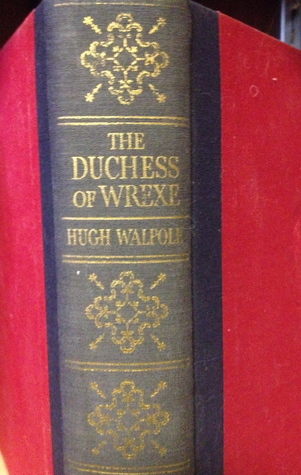 THE
DUCHESS
OF WREXE
HUGH WALPOLE